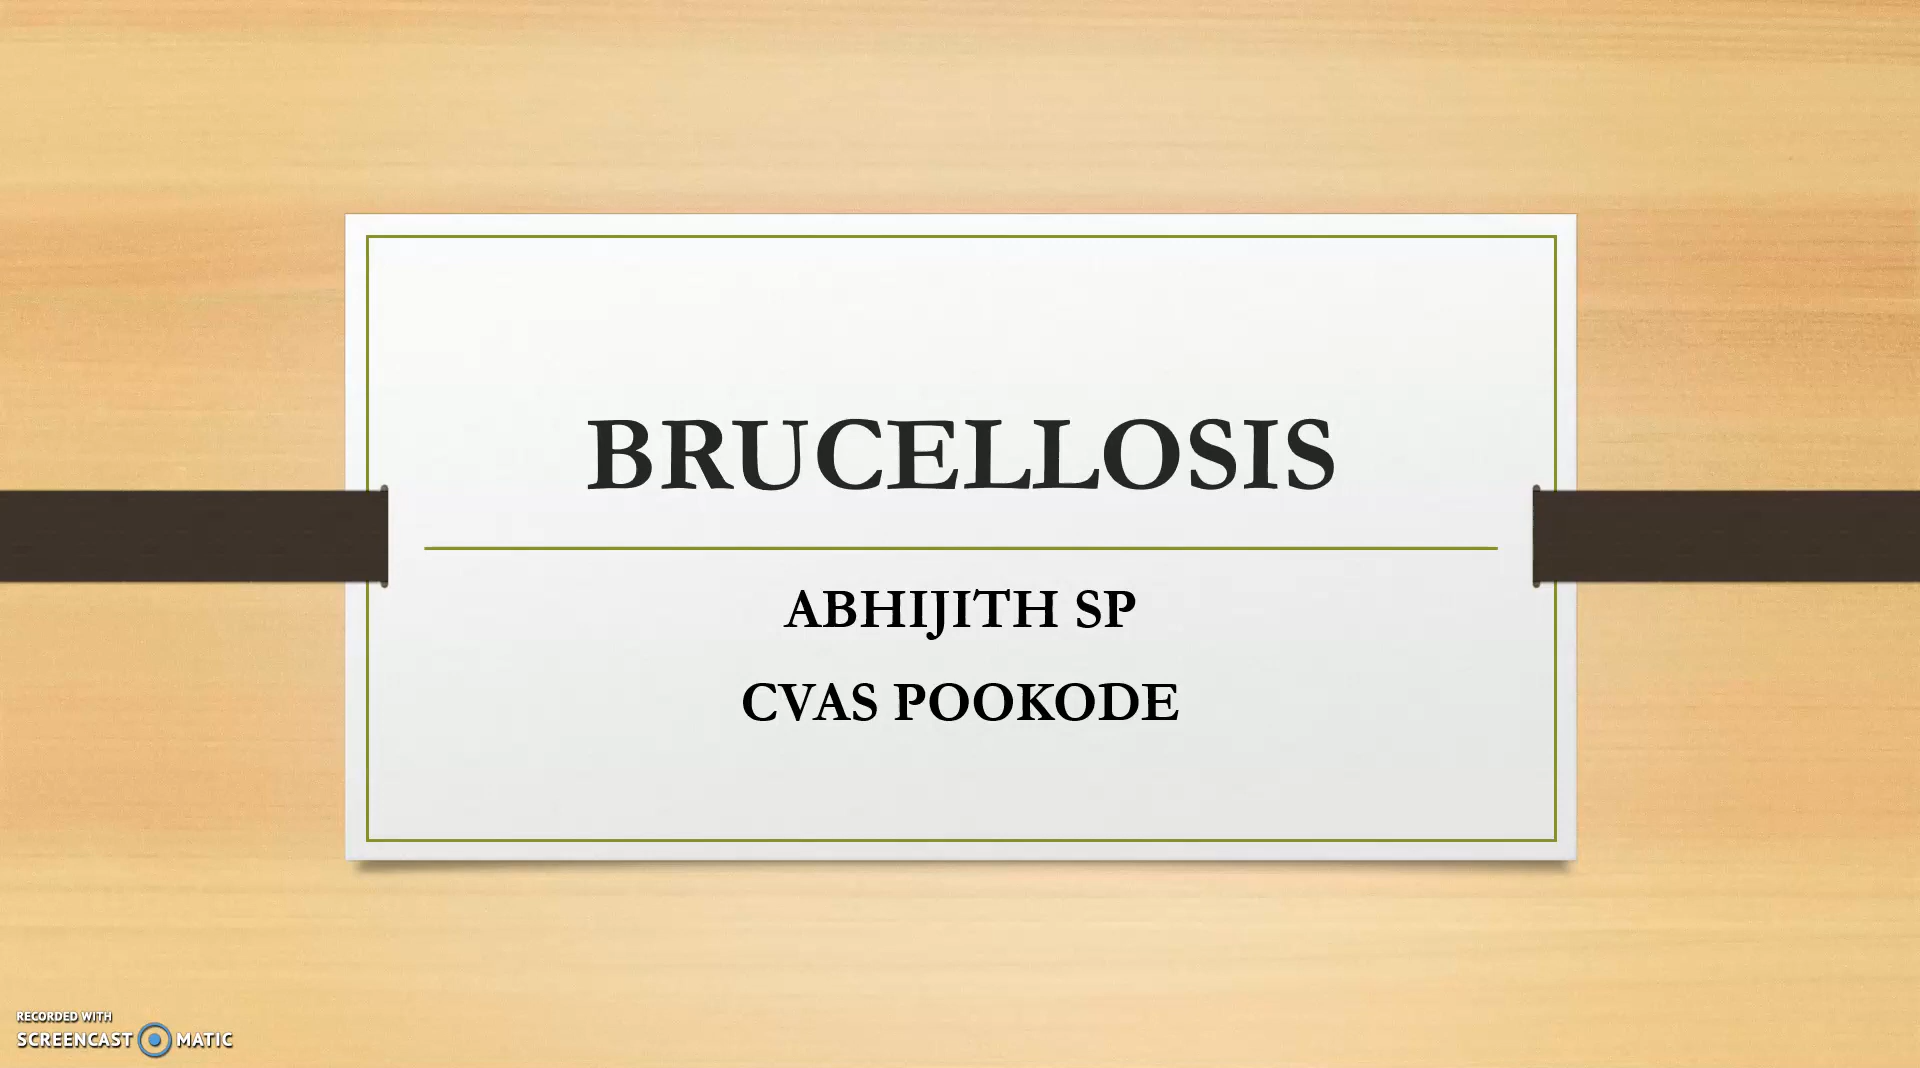 BRUCELLOSIS
ABHIJITH SP
CVAS POOKODE
RECORDED WITH
SCREENCAST MATIC